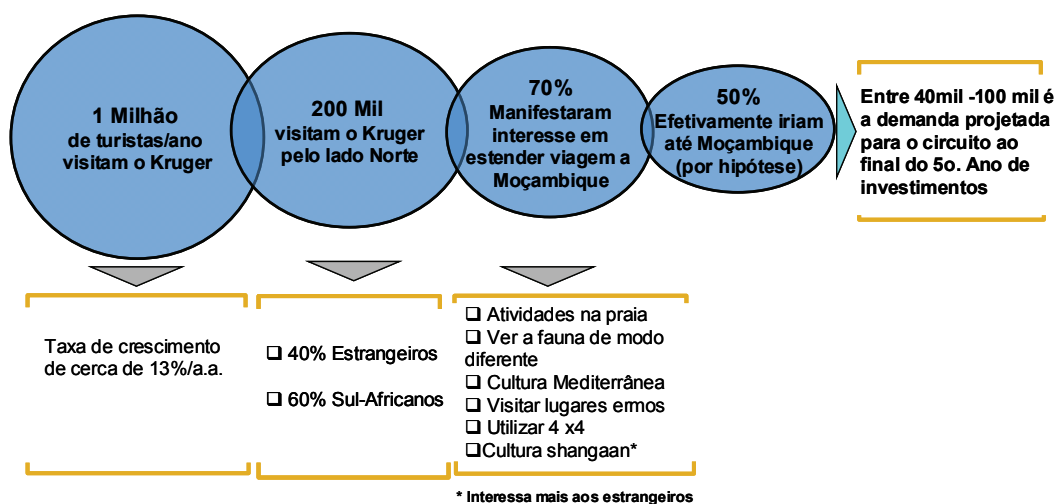 1 Milhão
de turistas/ano
visitam o Kruger
200 Mil
visitam o Kruger
pelo lado Norte
70%
Manifestaram
interesse em
estender viagem a
Moçambique
50%
Efetivamente iriam
até Moçambique
(por hipótese)
Entre 40mil -100 mil é
a demanda projetada
para o circuito ao
final do 5o. Ano de
investimentos
Taxa de crescimento
de cerca de 13%/a.a.
❑ 40% Estrangeiros
❑ 60% Sul-Africanos
❑ Atividades na praia
❑ Ver a fauna de modo
diferente
❑ Cultura Mediterrânea
❑ Visitar lugares ermos
❑ Utilizar 4 x4
❑Cultura shangaan*
* Interessa mais aos estrangeiros